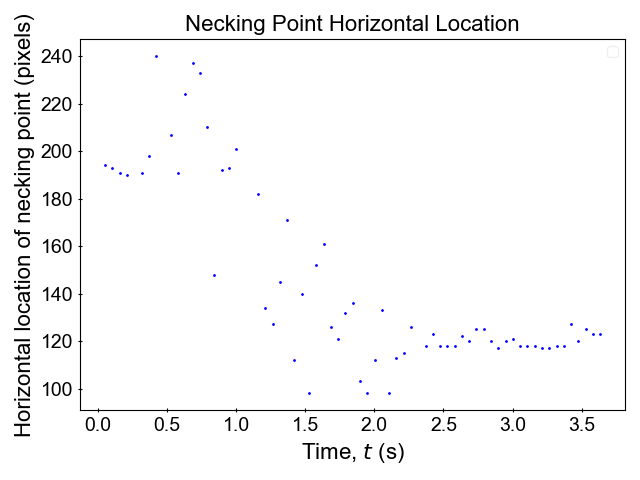 Necking Point Horizontal Location
Horizontal location of necking point (pixels)
240
220
200
180
160
140
120
100
0.0 0.5 1.0 1.5 2.0 2.5 3.0 3.5
Time, t (s)